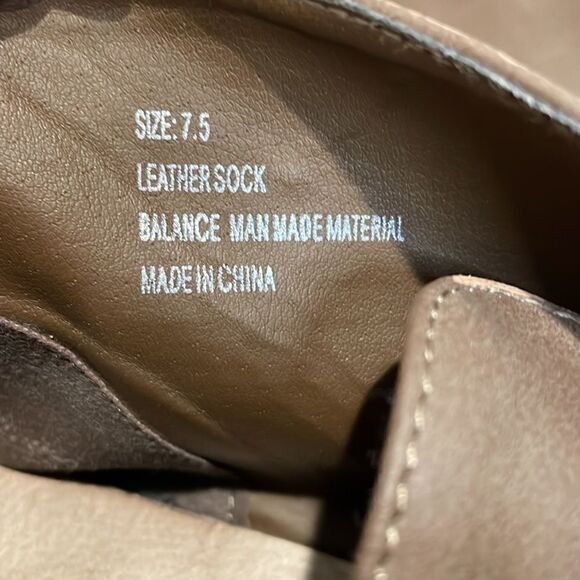 SIZE: 7.5
LEATHER SOCK
BALANCE MAN MADE MATERIAL
MADE IN CHINA